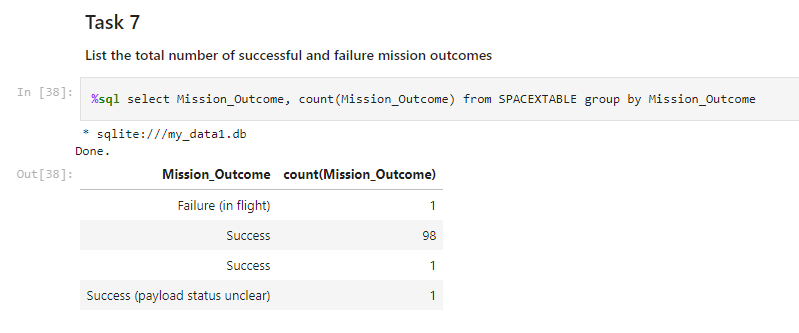 Task 7
List the total number of successful and failure mission outcomes
In [38]: %sql select Mission_Outcome, count(Mission_Outcome) from SPACEXTABLE group by Mission_Outcome
* sqlite:///my_data1.db
Done.
Out[38]: Mission_Outcome count(Mission_Outcome)
Failure (in flight) 1
Success 98
Success 1
Success (payload status unclear) 1